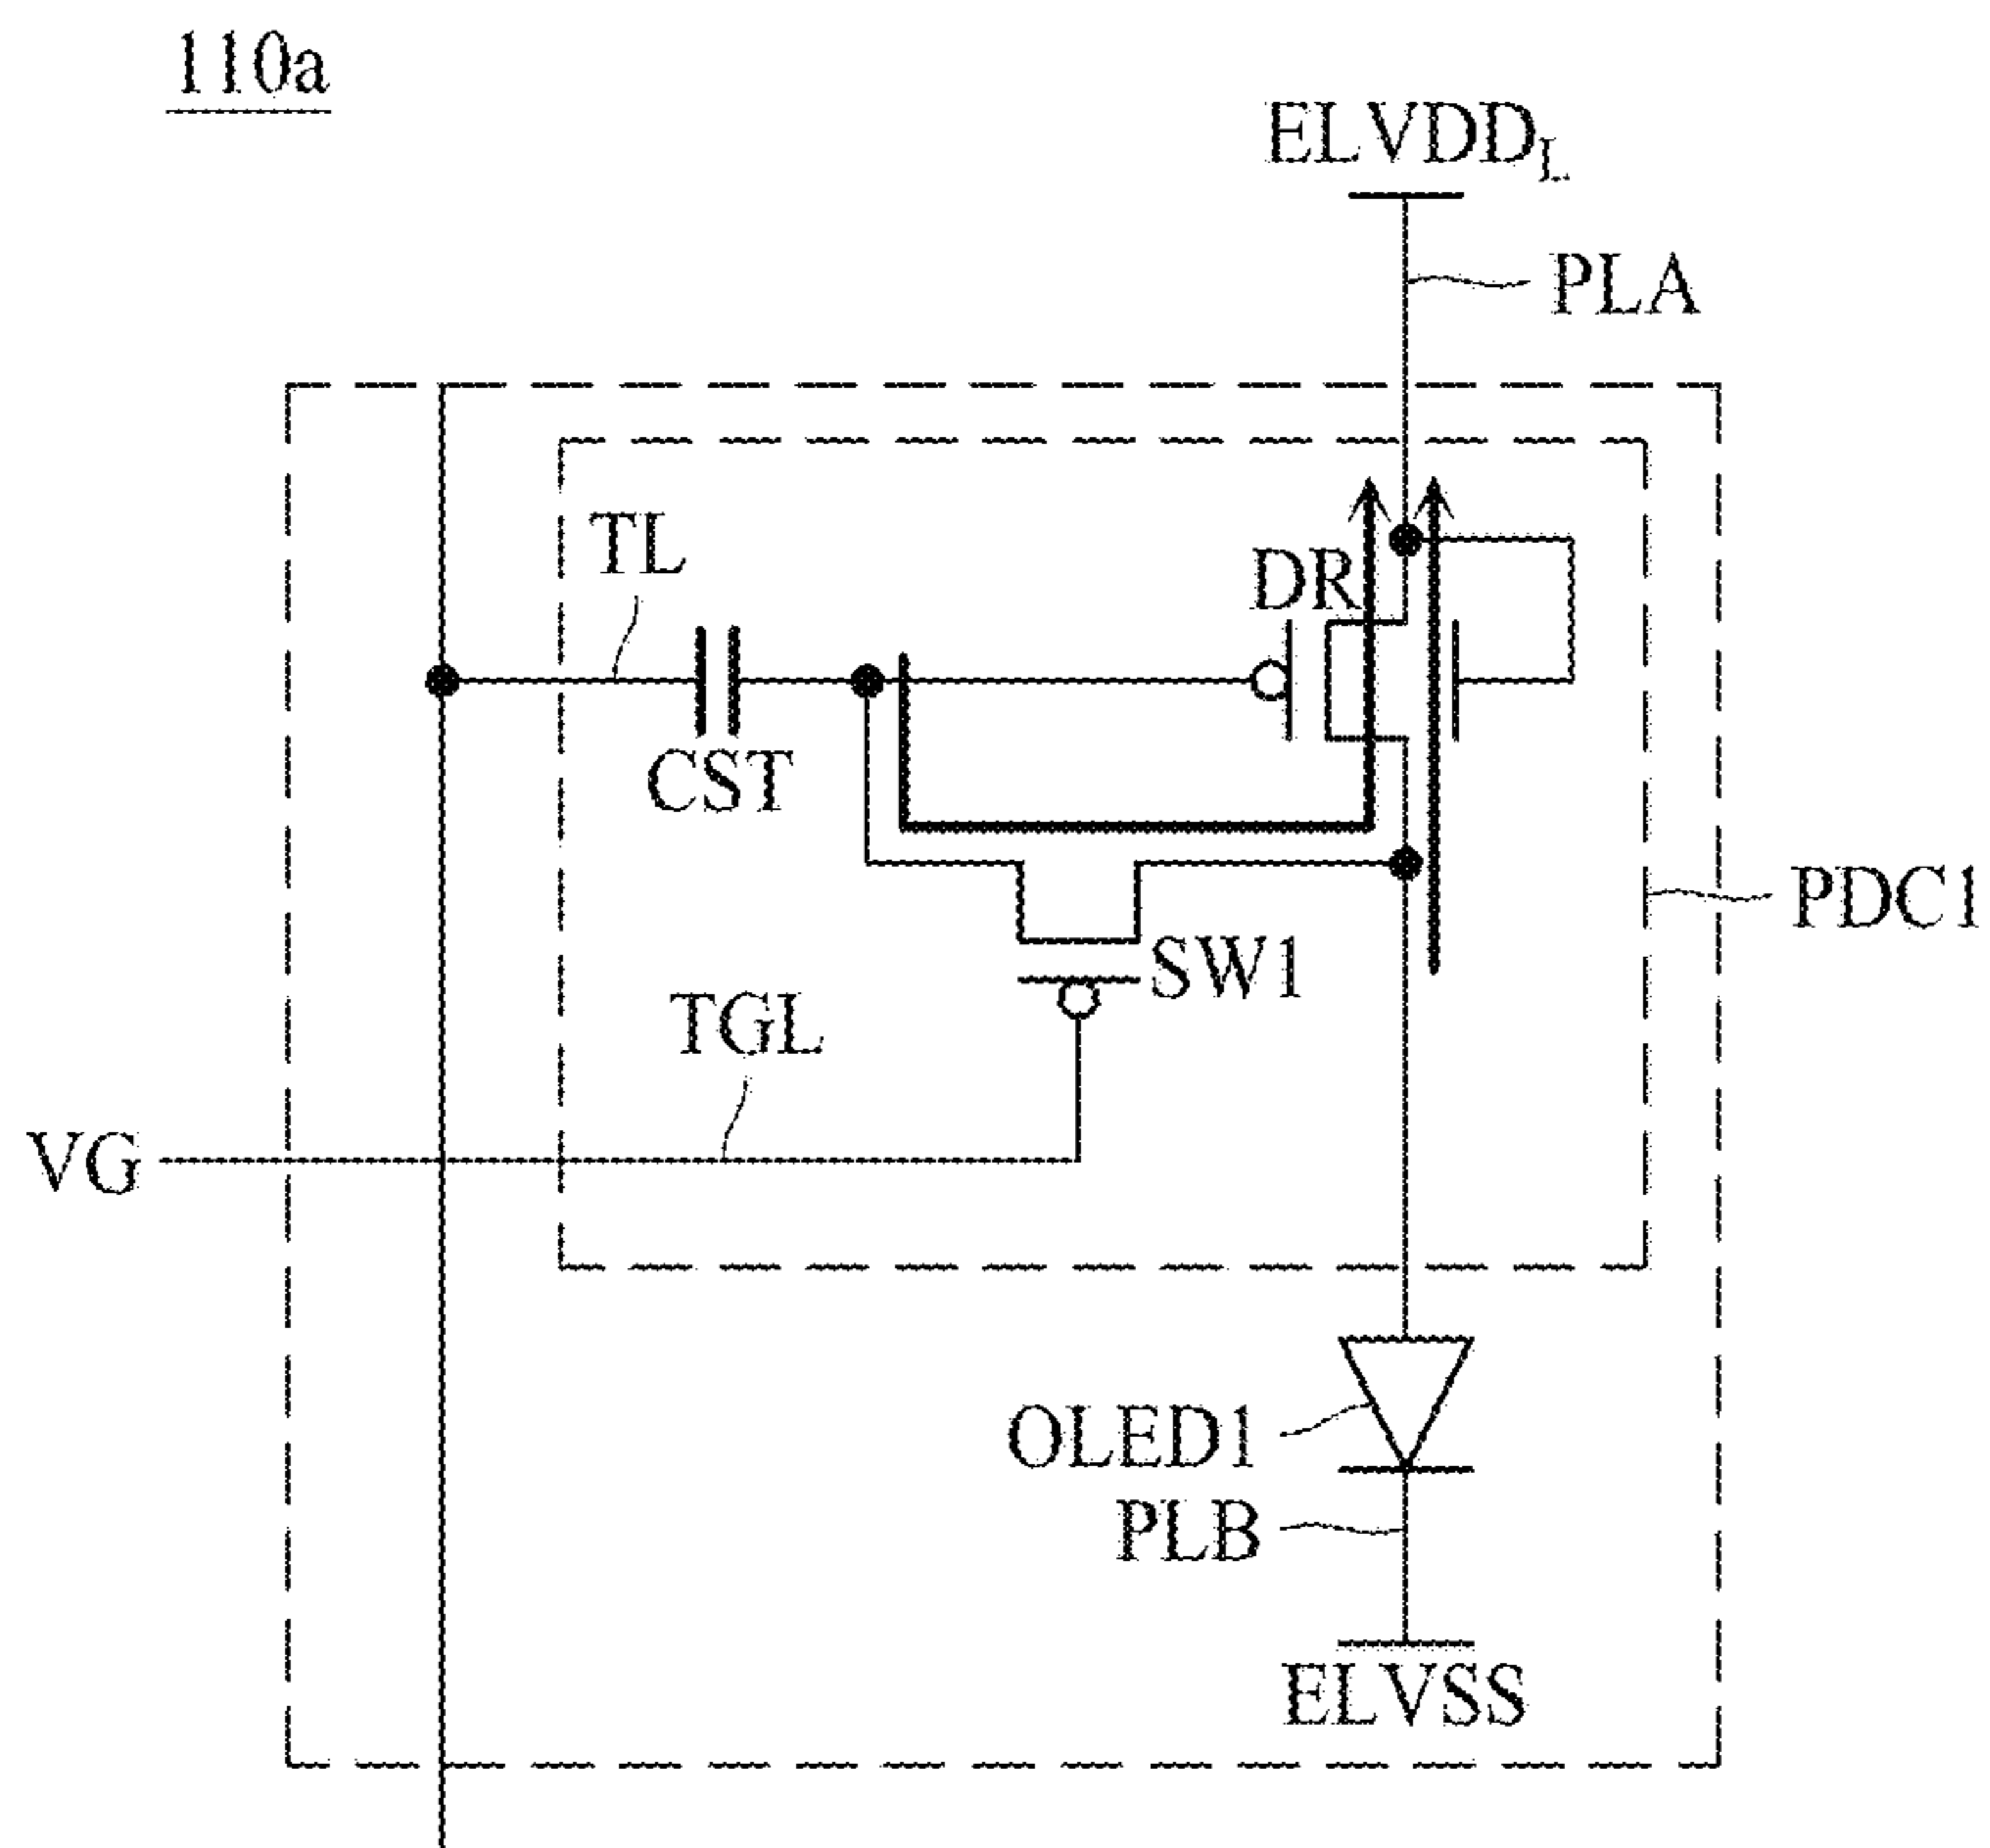 110a
ELVDDL
PLA
TL
DR
CST
PDC1
SW1
TGL
VG
OLED1
PLB
ELVSS